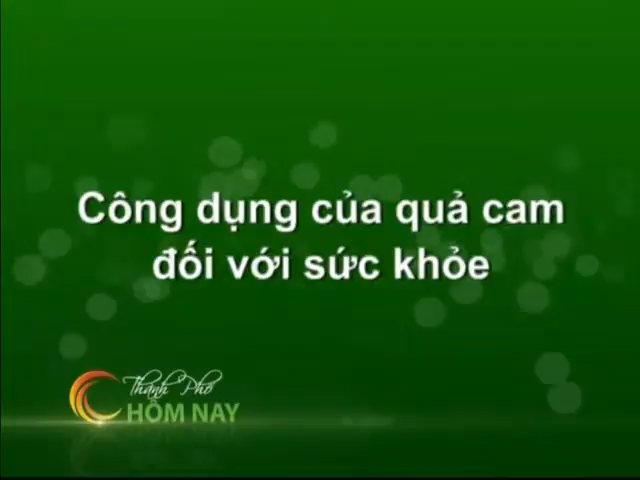 Công dụng của quả cam
đối với sức khỏe
Thành Phố
HÔM NAY